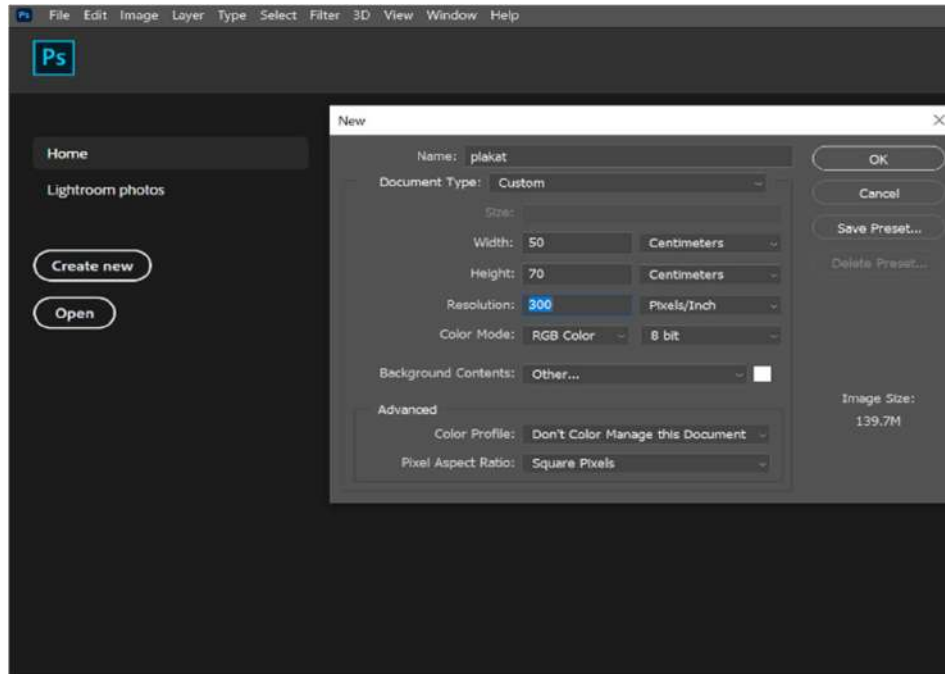 Ps File Edit Image Layer Type Select Filter 3D View Window Help
Ps
Home
Lightroom photos
Create new
Open
New
Name: plakat
Document Type: Custom
Size:
Width: 50 Centimeters
Height: 70 Centimeters
Resolution: 300 Pixels/Inch
Color Mode: RGB Color 8 bit
Background Contents: Other...
Advanced
Color Profile: Don't Color Manage this Document
Pixel Aspect Ratio: Square Pixels
OK
Cancel
Save Preset...
Delete Preset...
Image Size:
139.7M